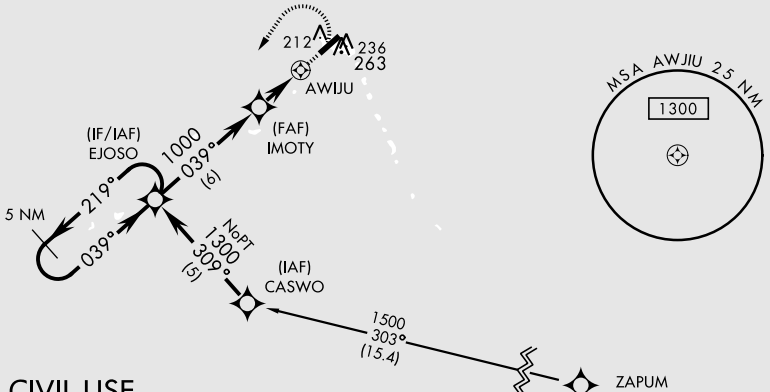 212
236
263
AWIJU
MSA AWJIU 25 NM
1300
(IF/IAF)
EJOSO
1000
039°
(6)
(FAF)
IMOTY
219°
5 NM
039°
NoPT
1300
309°
(5)
(IAF)
CASWO
1500
303°
(15.4)
ZAPUM
CIVIL USE